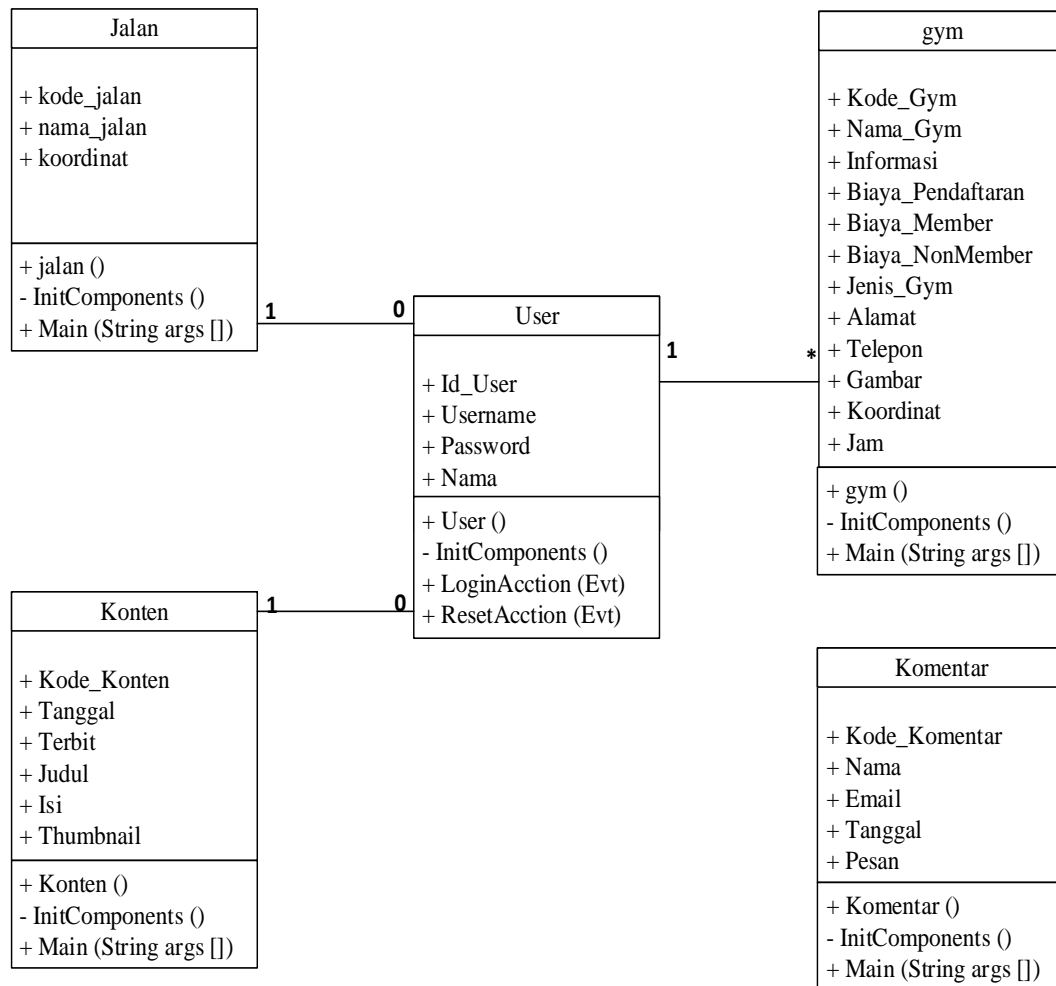 Jalan
+ kode_jalan
+ nama_jalan
+ koordinat
+ jalan ()
- InitComponents ()
+ Main (String args [])
1
0
User
+ Id_User
+ Username
+ Password
+ Nama
+ User ()
- InitComponents ()
+ LoginAcction (Evt)
+ ResetAcction (Evt)
1
*
gym
+ Kode_Gym
+ Nama_Gym
+ Informasi
+ Biaya_Pendaftaran
+ Biaya_Member
+ Biaya_NonMember
+ Jenis_Gym
+ Alamat
+ Telepon
+ Gambar
+ Koordinat
+ Jam
+ gym ()
- InitComponents ()
+ Main (String args [])
Konten
1
0
+ Kode_Konten
+ Tanggal
+ Terbit
+ Judul
+ Isi
+ Thumbnail
+ Konten ()
- InitComponents ()
+ Main (String args [])
Komentar
+ Kode_Komentar
+ Nama
+ Email
+ Tanggal
+ Pesan
+ Komentar ()
- InitComponents ()
+ Main (String args [])